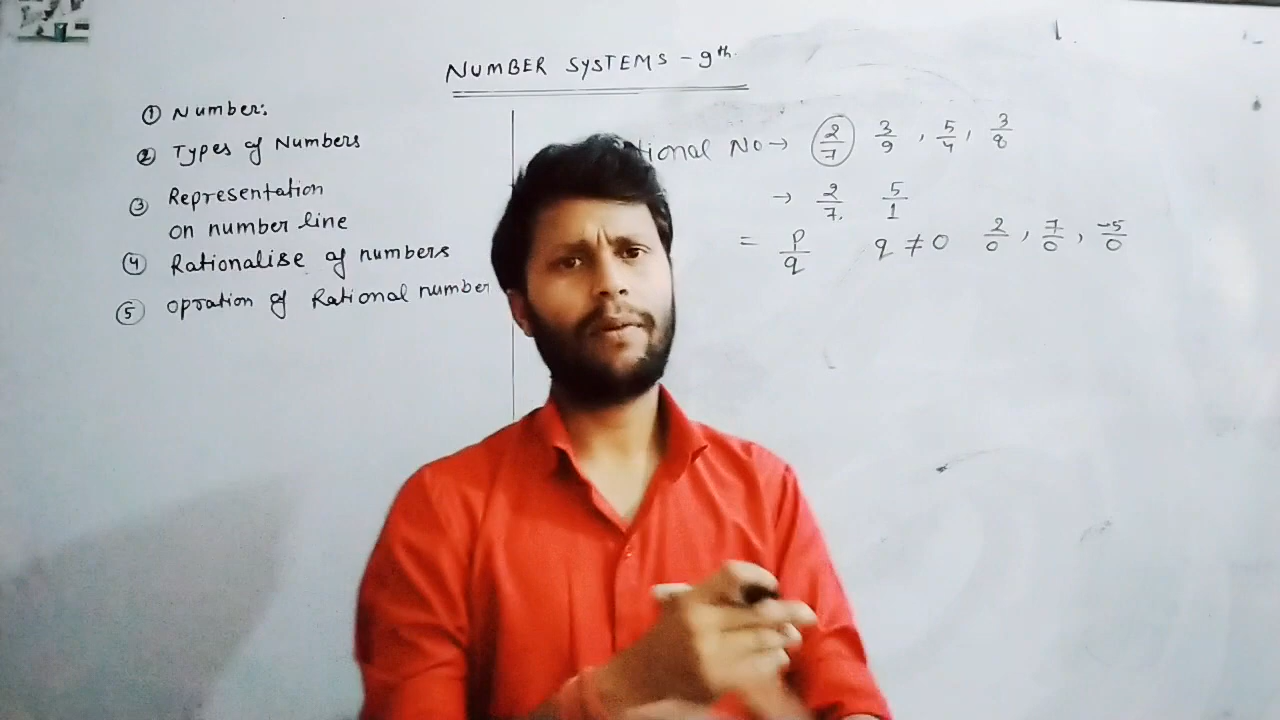 NUMBER SYSTEMS - 9th.
① Number:
② Types of Numbers
③ Representation
on number line
④ Rationalise of numbers
⑤ opration of Rational number
tional No → 2/7 3/9 , 5/4 , 3/8
→ 2/7. 5/1
= p/q q ≠ 0 2/0 , 7/0 , -5/0